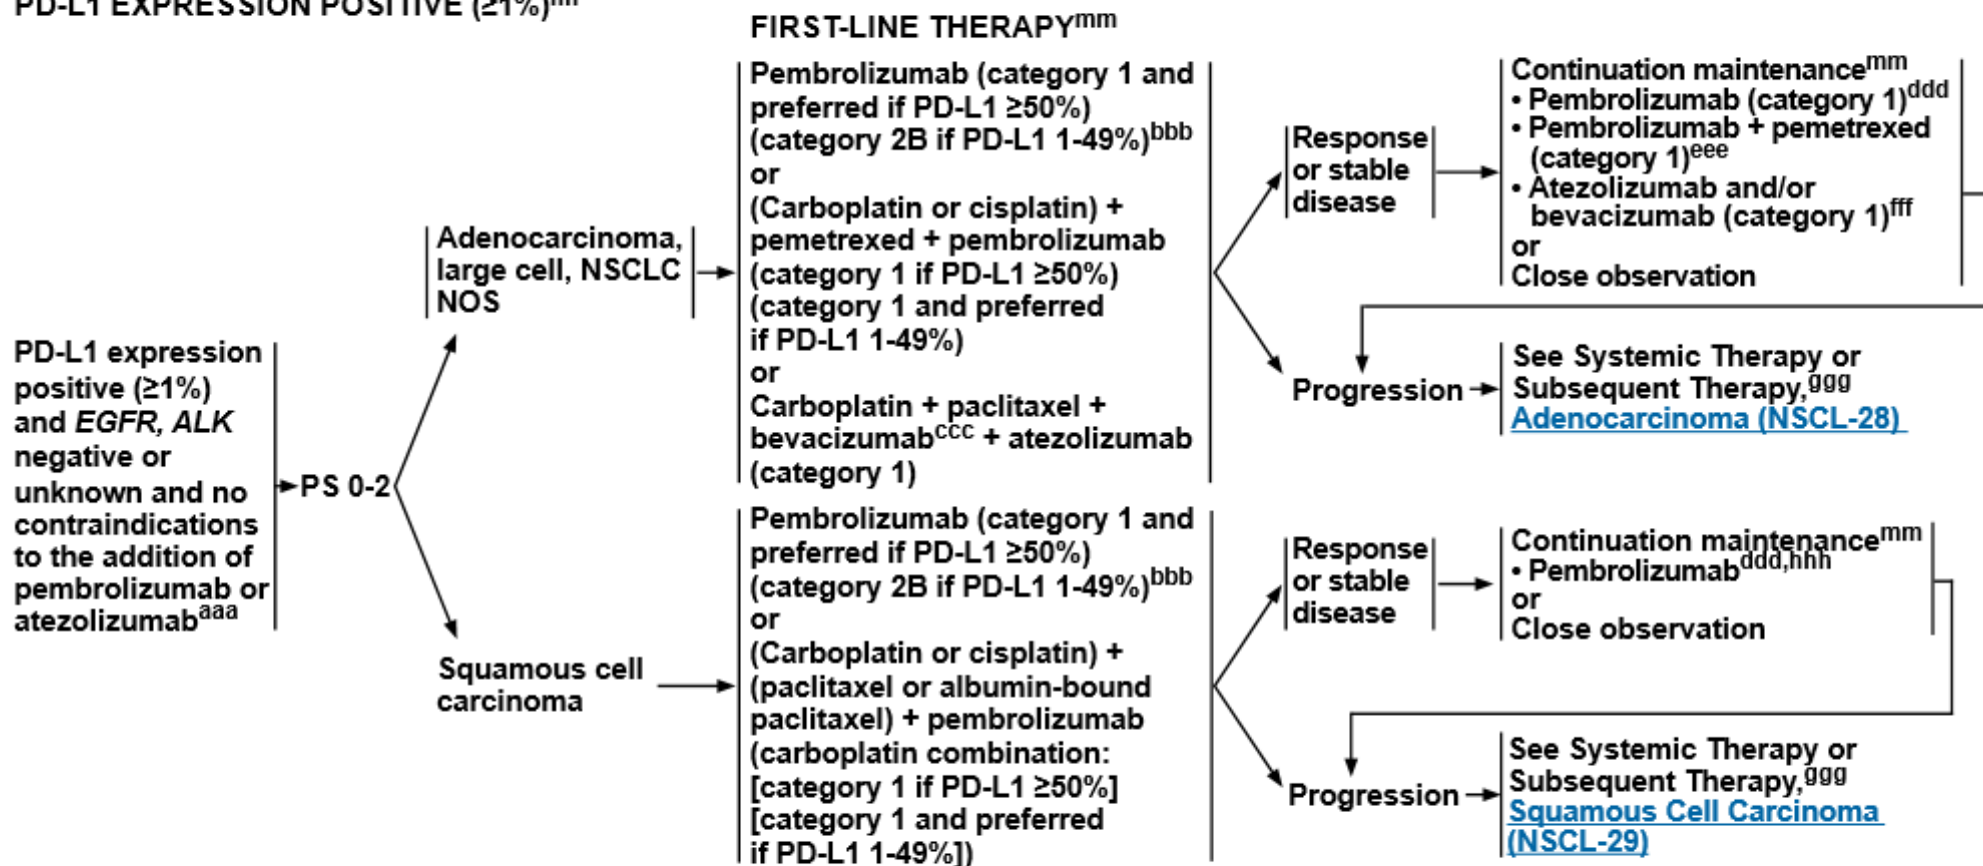 PD-L1 EXPRESSION POSITIVE (≥1%)
FIRST-LINE THERAPYmm
PD-L1 expression
positive (≥1%)
and EGFR, ALK
negative or
unknown and no
contraindications
to the addition of
pembrolizumab or
atezolizumabaaa
PS 0-2
Adenocarcinoma,
large cell, NSCLC
NOS
Pembrolizumab (category 1 and
preferred if PD-L1 ≥50%)
(category 2B if PD-L1 1-49%)bbb
or
(Carboplatin or cisplatin) +
pemetrexed + pembrolizumab
(category 1 if PD-L1 ≥50%)
(category 1 and preferred
if PD-L1 1-49%)
or
Carboplatin + paclitaxel +
bevacizumabccc + atezolizumab
(category 1)
Response
or stable
disease
Continuation maintenancemm
• Pembrolizumab (category 1)ddd
• Pembrolizumab + pemetrexed
(category 1)eee
• Atezolizumab and/or
bevacizumab (category 1)fff
or
Close observation
Progression
See Systemic Therapy or
Subsequent Therapy,ggg
Adenocarcinoma (NSCL-28)
Squamous cell
carcinoma
Pembrolizumab (category 1 and
preferred if PD-L1 ≥50%)
(category 2B if PD-L1 1-49%)bbb
or
(Carboplatin or cisplatin) +
(paclitaxel or albumin-bound
paclitaxel) + pembrolizumab
(carboplatin combination:
[category 1 if PD-L1 ≥50%]
[category 1 and preferred
if PD-L1 1-49%])
Response
or stable
disease
Continuation maintenancemm
• Pembrolizumabddd,hhh
or
Close observation
Progression
See Systemic Therapy or
Subsequent Therapy,ggg
Squamous Cell Carcinoma
(NSCL-29)